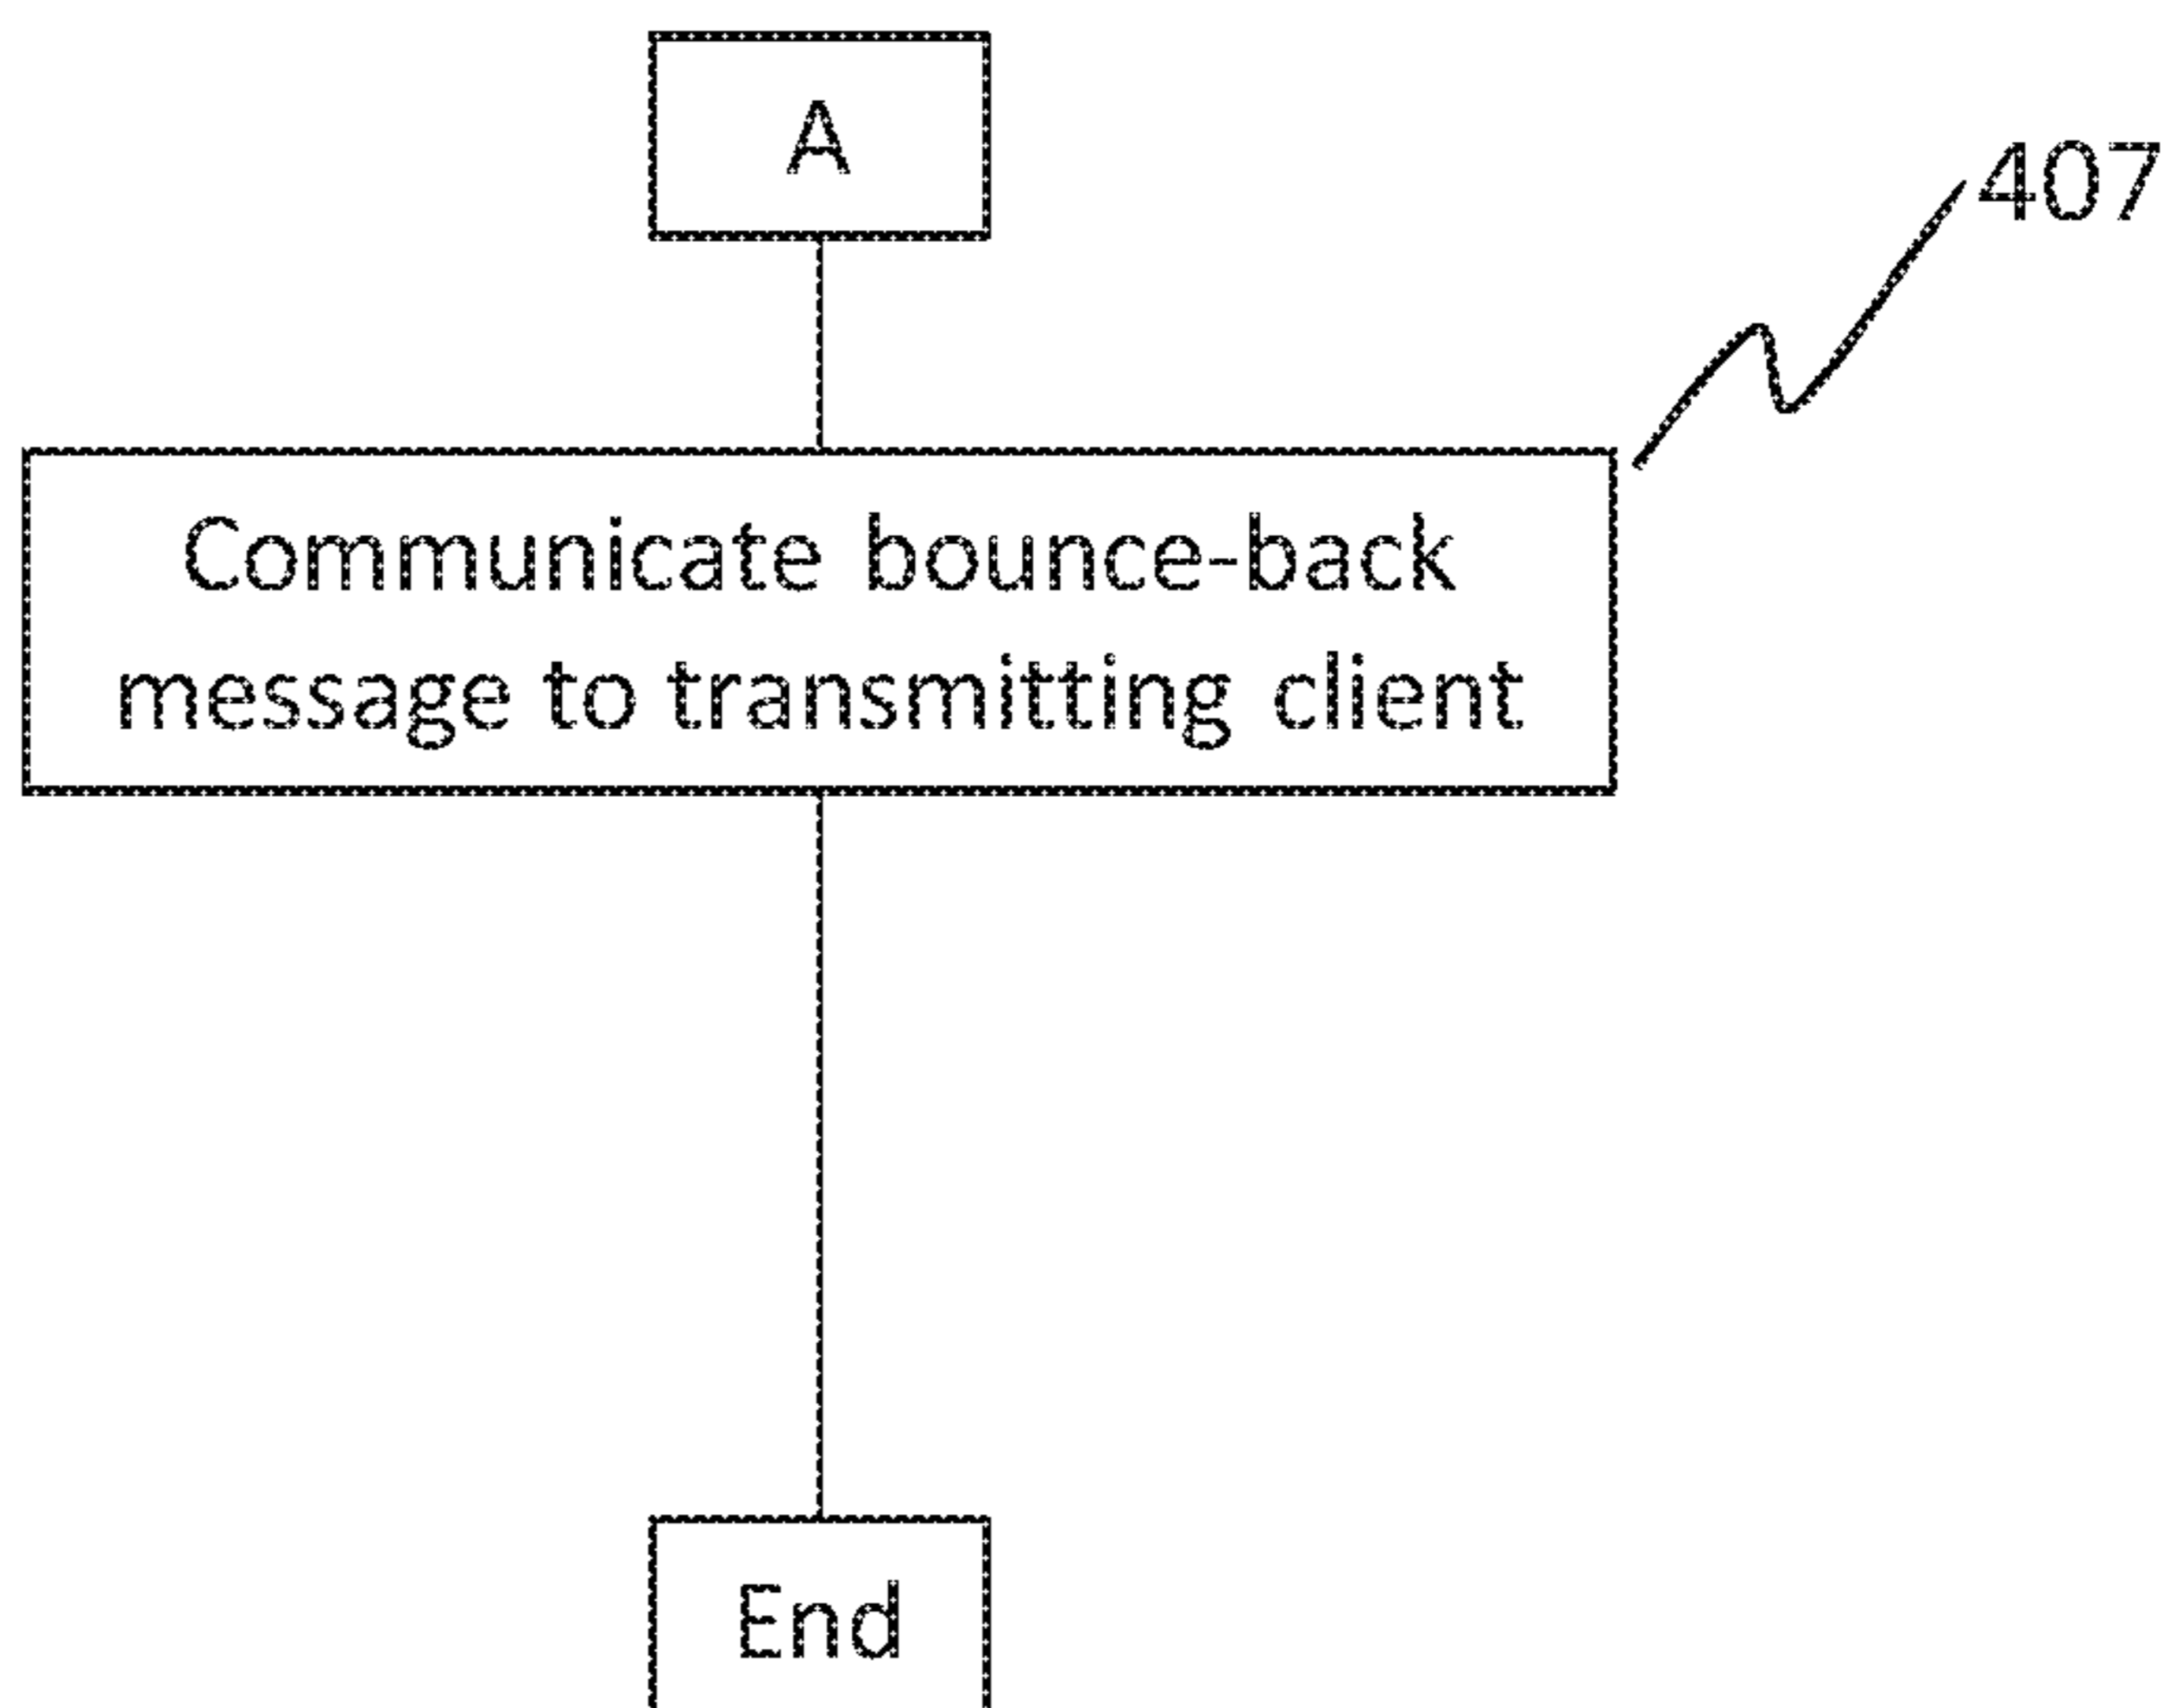 A
407
Communicate bounce-back
message to transmitting client
End